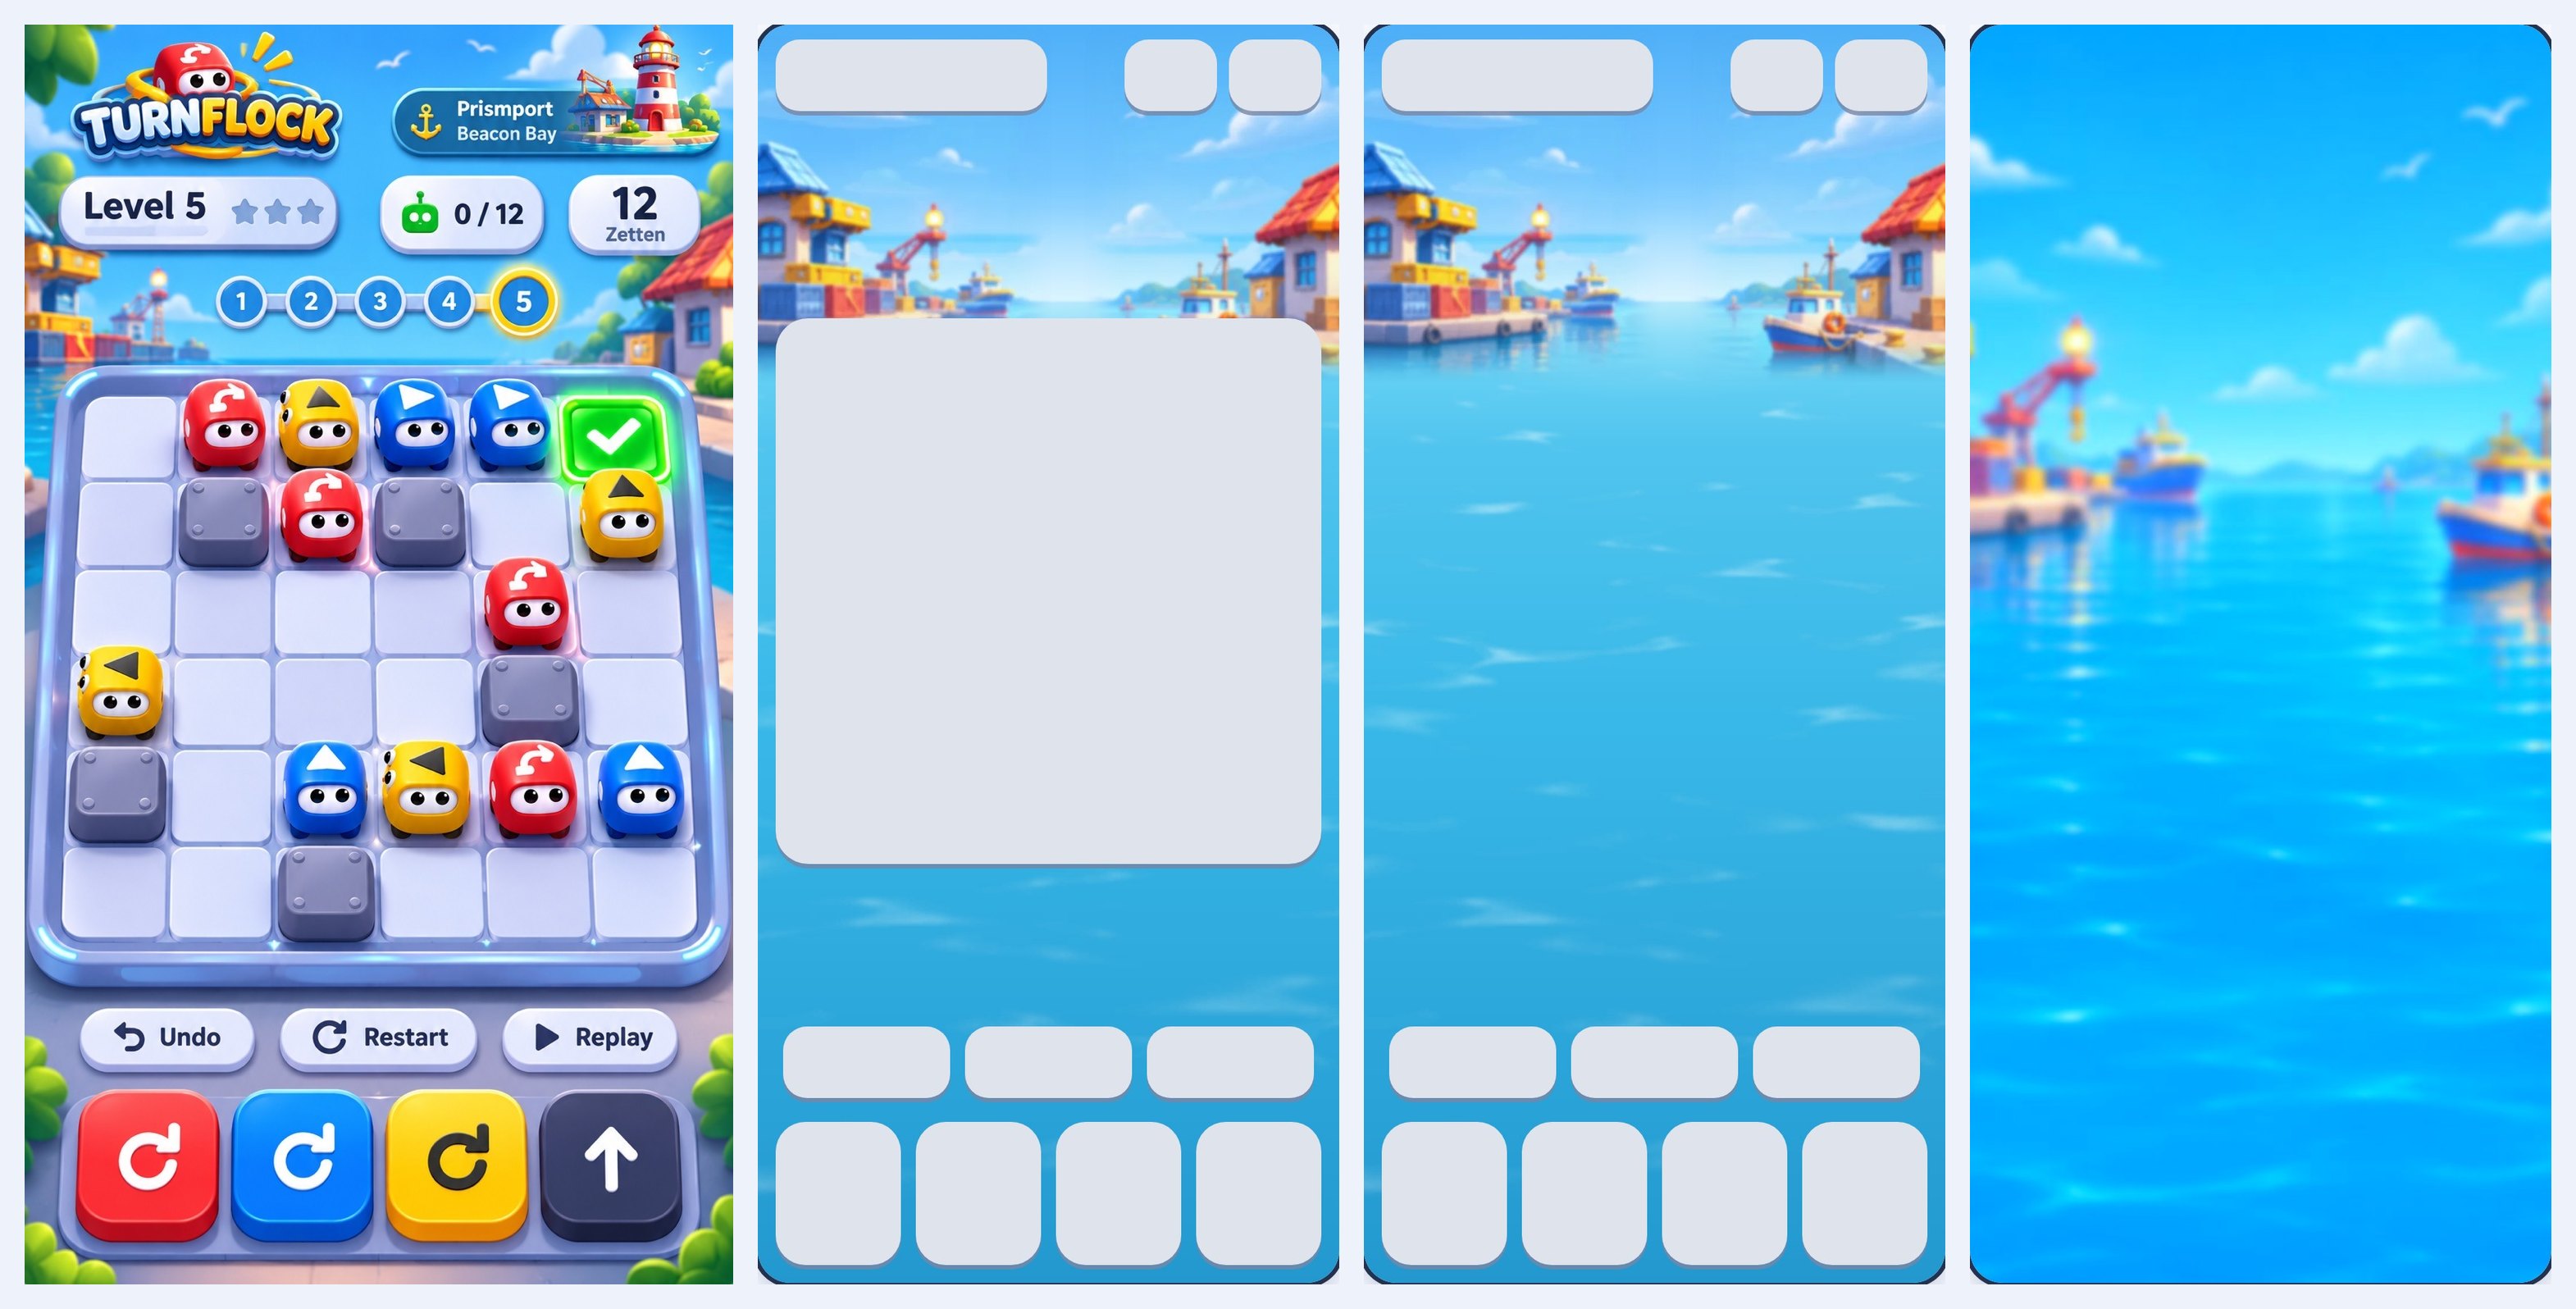 TURNFLOCK
Prismport
Beacon Bay
Level 5
0 / 12
12
Zetten
1
2
3
4
5
Undo
Restart
Replay